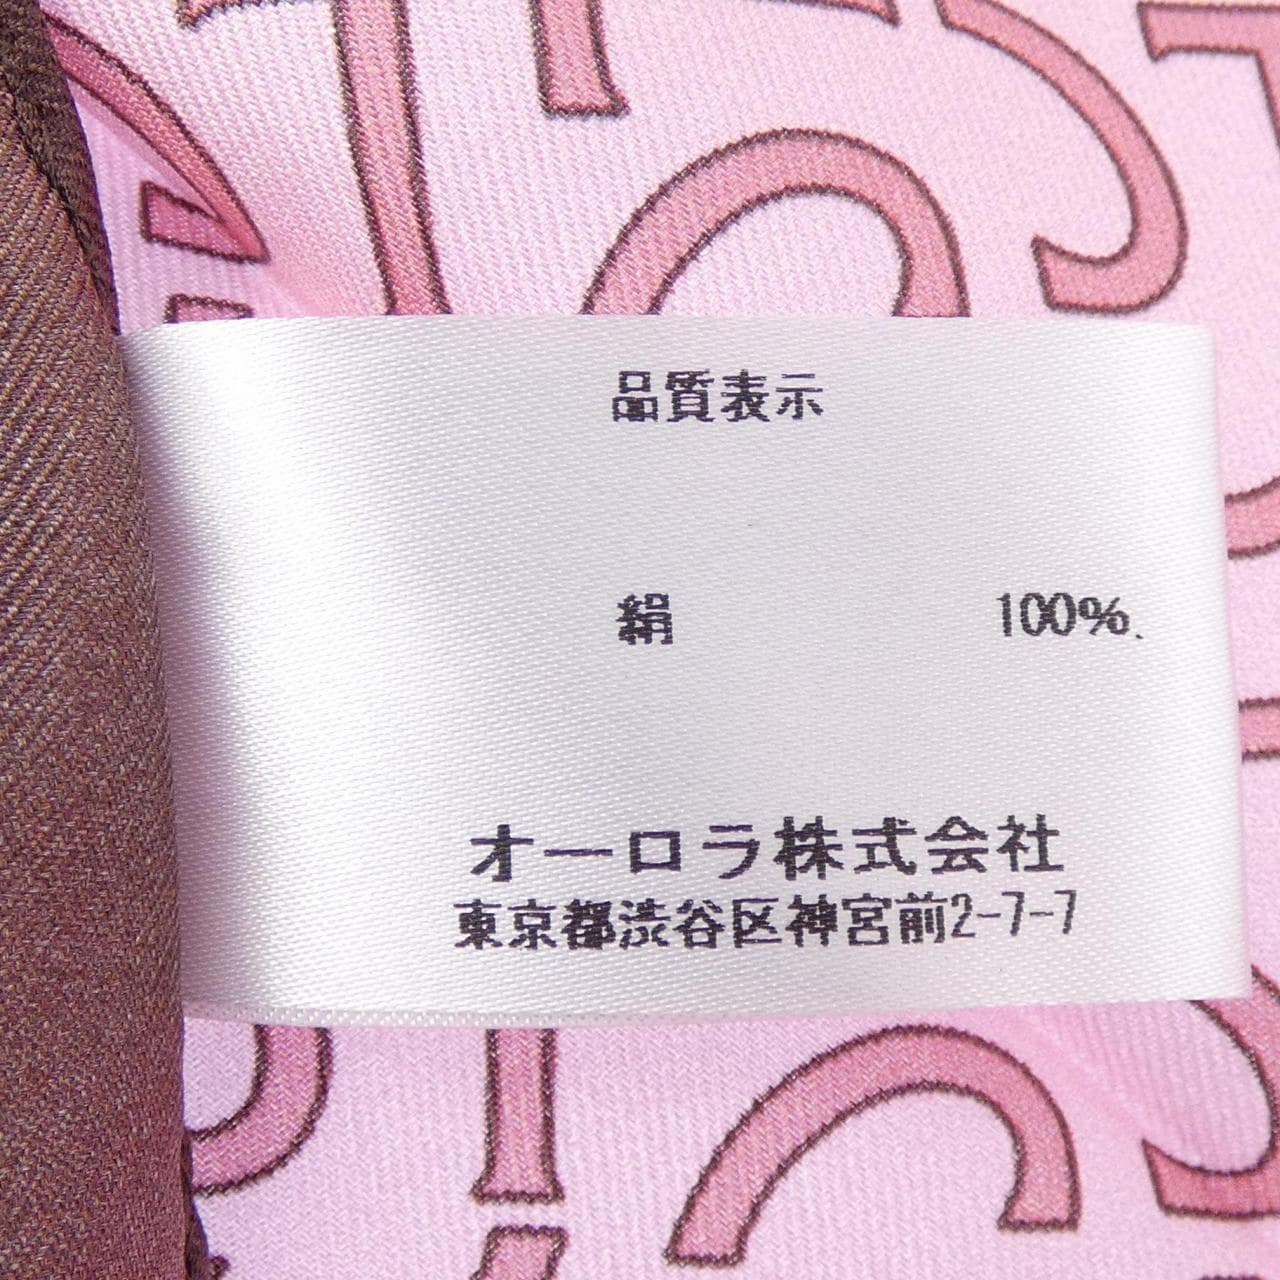 品質表示
絹 100%.
オーロラ株式会社
東京都渋谷区神宮前2-7-7